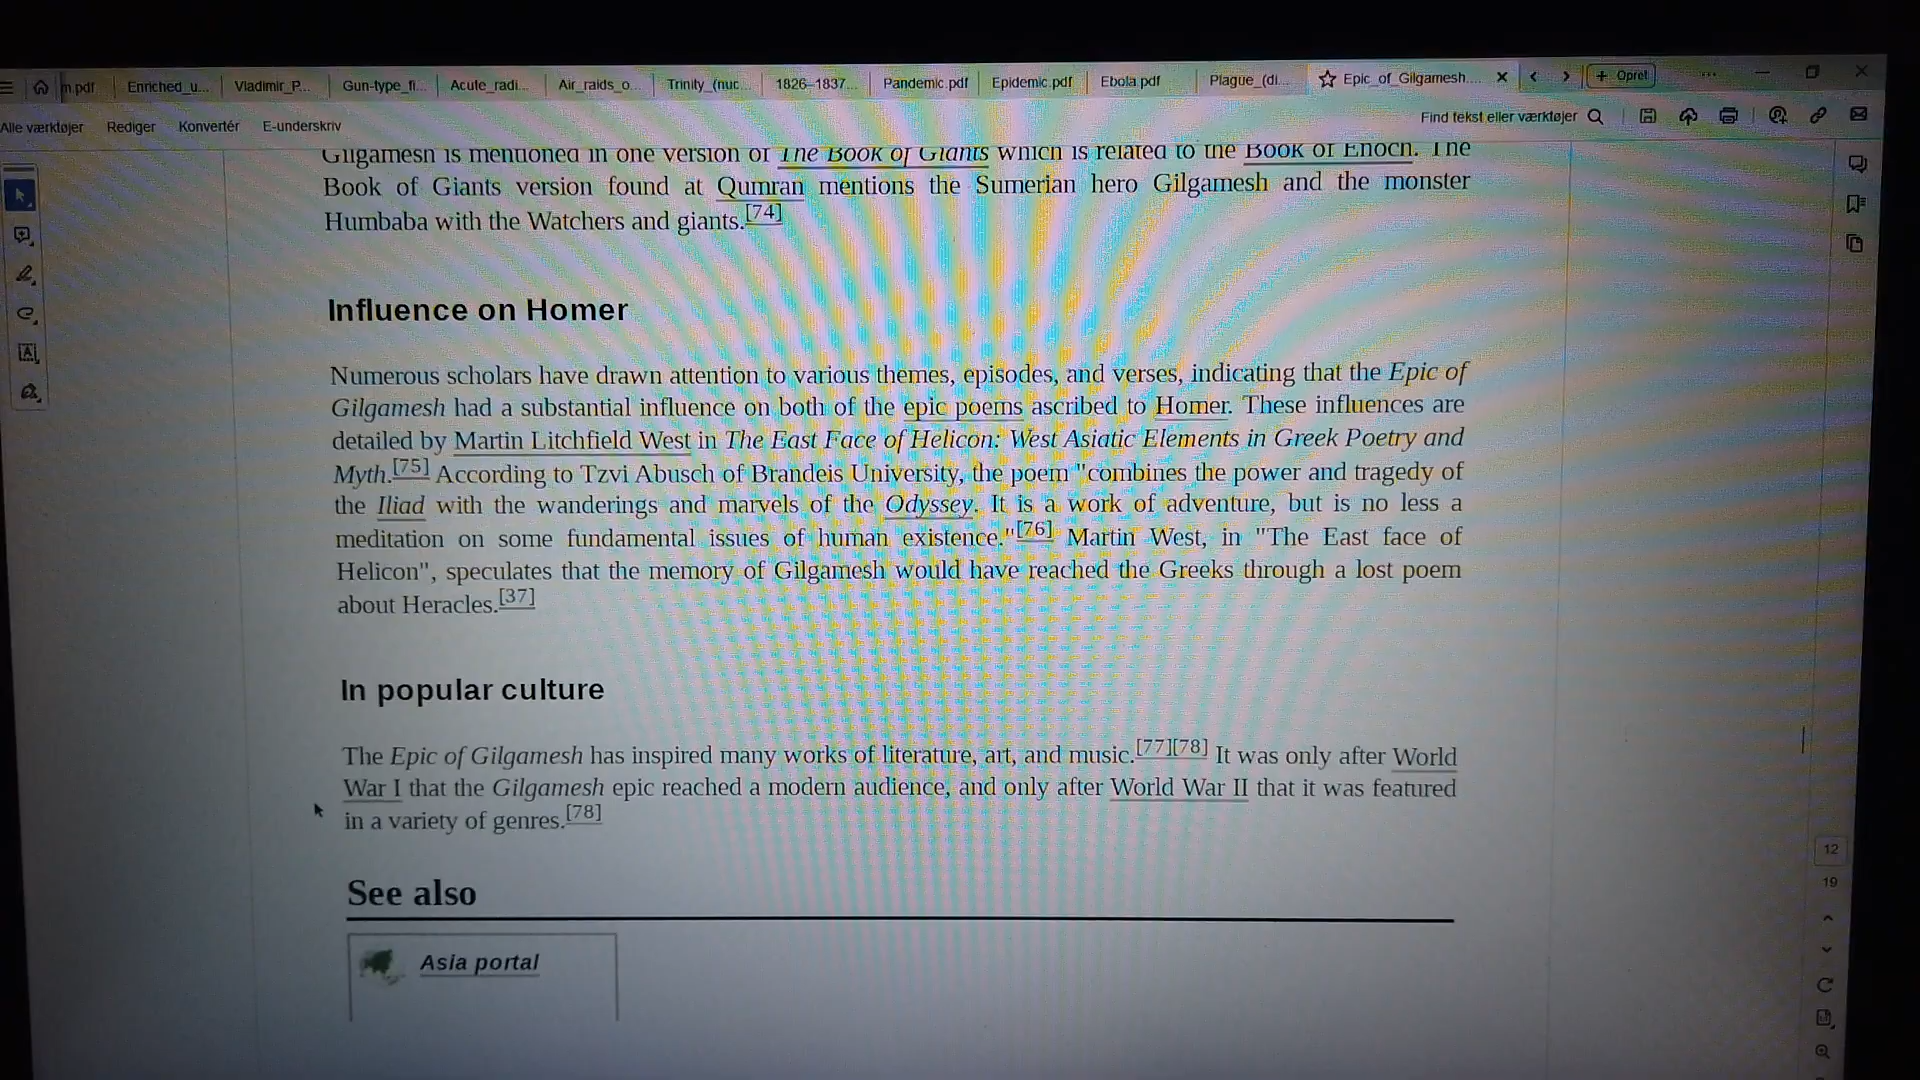 m.pdf Enriched_u... Vladimir_P... Gun-type_fi... Acute_radi... Air_raids_o... Trinity_(nuc... 1826–1837... Pandemic.pdf Epidemic.pdf Ebola.pdf Plague_(di... Epic_of_Gilgamesh.... + Opret
Alle værktøjer Rediger Konvertér E-underskriv Find tekst eller værktøjer
Gilgamesh is mentioned in one version of The Book of Giants which is related to the Book of Enoch. The
Book of Giants version found at Qumran mentions the Sumerian hero Gilgamesh and the monster
Humbaba with the Watchers and giants.[74]
Influence on Homer
Numerous scholars have drawn attention to various themes, episodes, and verses, indicating that the Epic of
Gilgamesh had a substantial influence on both of the epic poems ascribed to Homer. These influences are
detailed by Martin Litchfield West in The East Face of Helicon: West Asiatic Elements in Greek Poetry and
Myth.[75] According to Tzvi Abusch of Brandeis University, the poem "combines the power and tragedy of
the Iliad with the wanderings and marvels of the Odyssey. It is a work of adventure, but is no less a
meditation on some fundamental issues of human existence."[76] Martin West, in "The East face of
Helicon", speculates that the memory of Gilgamesh would have reached the Greeks through a lost poem
about Heracles.[37]
In popular culture
The Epic of Gilgamesh has inspired many works of literature, art, and music.[77][78] It was only after World
War I that the Gilgamesh epic reached a modern audience, and only after World War II that it was featured
in a variety of genres.[78]
12
19
See also
Asia portal